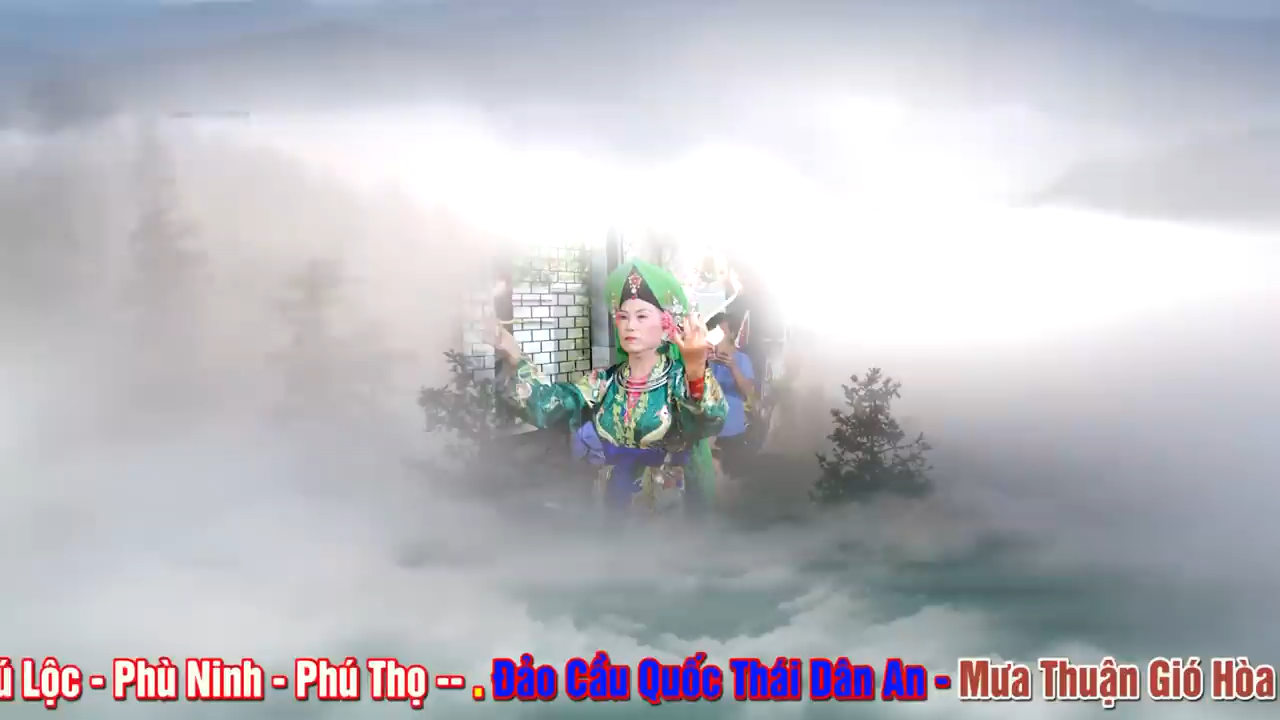 ú Lộc - Phù Ninh - Phú Thọ -- . Đảo Cầu Quốc Thái Dân An - Mưa Thuận Gió Hòa